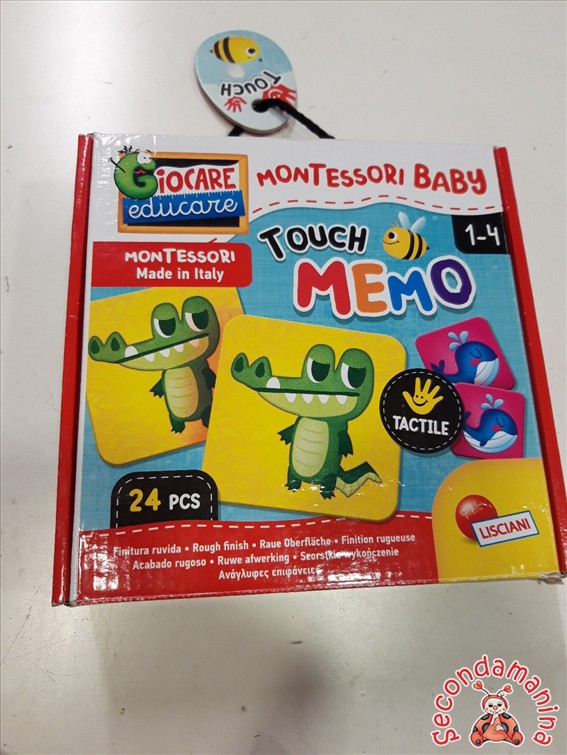 TOUCH
GIOCARE
educare
MONTESSORI BABY
MONTESSORI
Made in Italy
TOUCH
MEMO
1-4
TACTILE
24 PCS
LISCIANI
Finitura ruvida • Rough finish • Raue Oberfläche • Finition rugueuse
Acabado rugoso • Ruwe afwerking • Szorstkie wykończenie
Ανάγλυφες επιφάνειες
Secondamanina